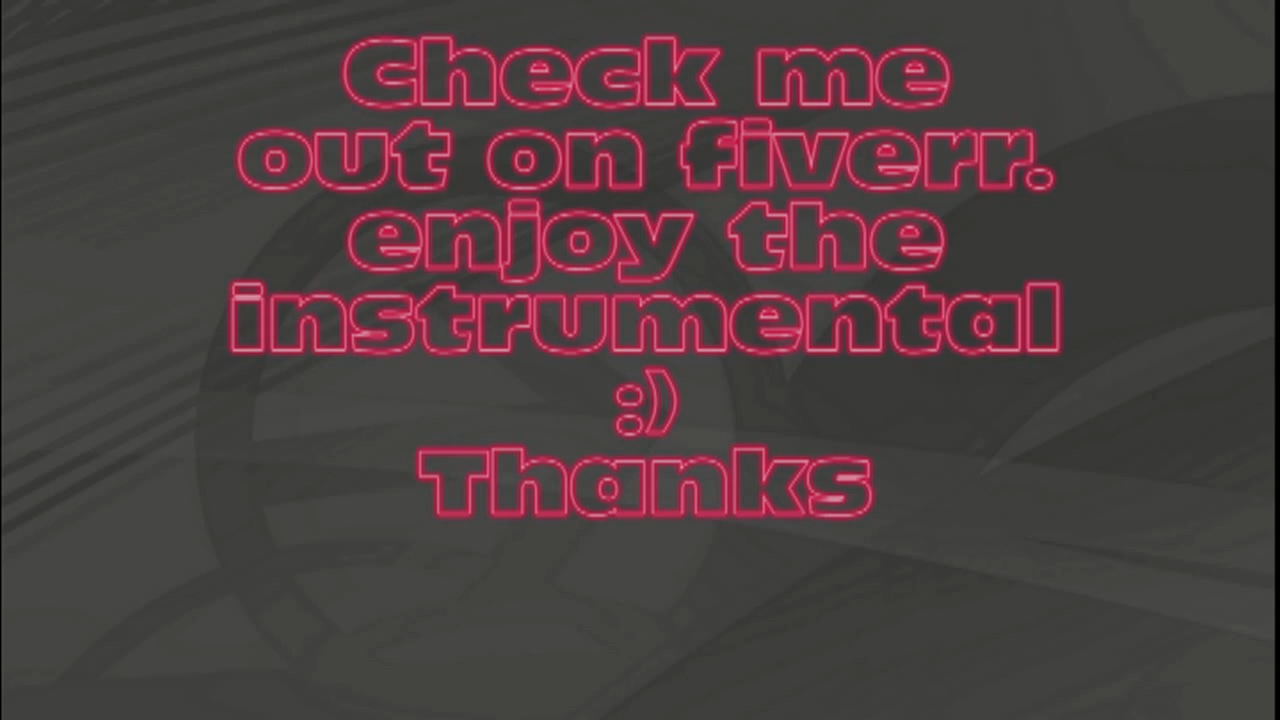 Check me
out on fiverr.
enjoy the
instrumental
:)
Thanks